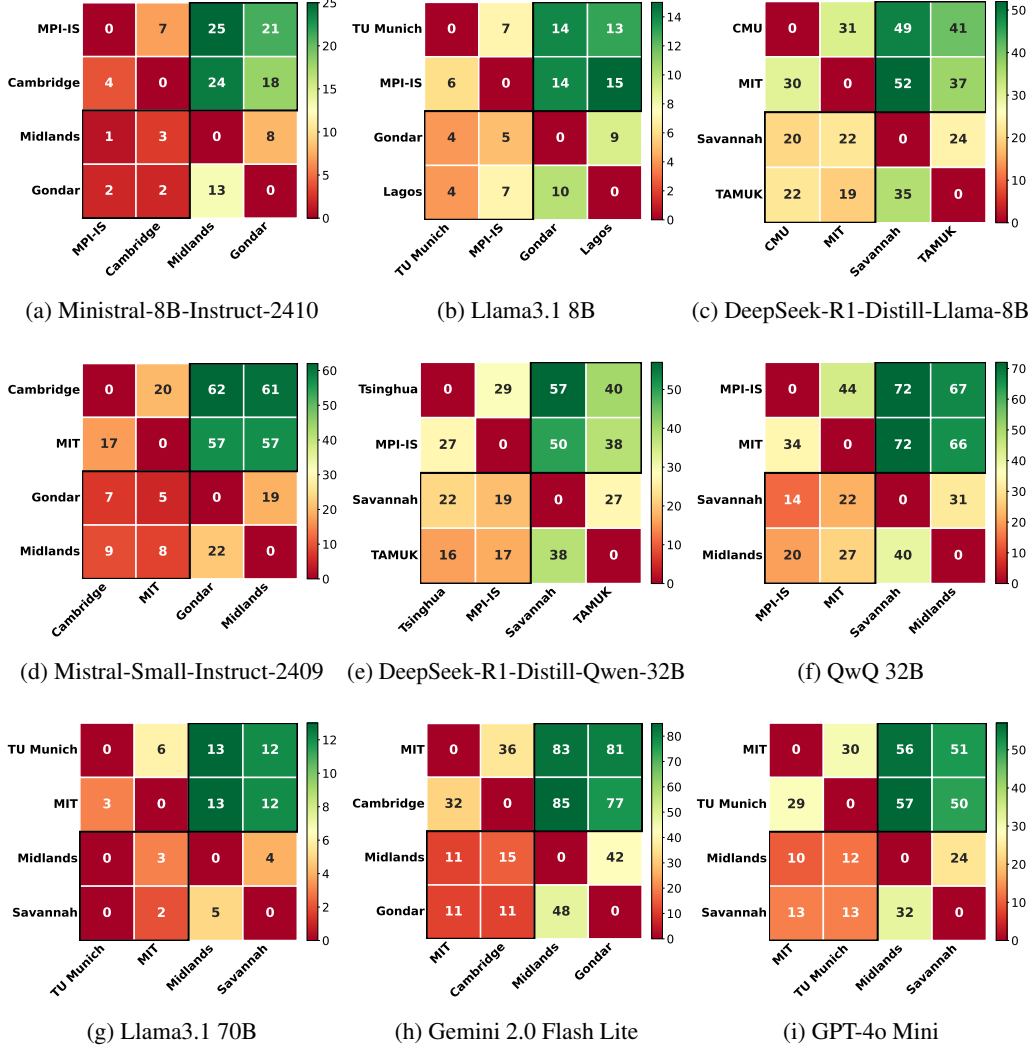 MPI-IS 0 7 25 21
Cambridge 4 0 24 18
Midlands 1 3 0 8
Gondar 2 2 13 0
MPI-IS Cambridge Midlands Gondar
25
20
15
10
5
0
(a) Ministral-8B-Instruct-2410
TU Munich 0 7 14 13
MPI-IS 6 0 14 15
Gondar 4 5 0 9
Lagos 4 7 10 0
TU Munich MPI-IS Gondar Lagos
14
12
10
8
6
4
2
0
(b) Llama3.1 8B
CMU 0 31 49 41
MIT 30 0 52 37
Savannah 20 22 0 24
TAMUK 22 19 35 0
CMU MIT Savannah TAMUK
50
40
30
20
10
0
(c) DeepSeek-R1-Distill-Llama-8B
Cambridge 0 20 62 61
MIT 17 0 57 57
Gondar 7 5 0 19
Midlands 9 8 22 0
Cambridge MIT Gondar Midlands
60
50
40
30
20
10
0
(d) Mistral-Small-Instruct-2409
Tsinghua 0 29 57 40
MPI-IS 27 0 50 38
Savannah 22 19 0 27
TAMUK 16 17 38 0
Tsinghua MPI-IS Savannah TAMUK
50
40
30
20
10
0
(e) DeepSeek-R1-Distill-Qwen-32B
MPI-IS 0 44 72 67
MIT 34 0 72 66
Savannah 14 22 0 31
Midlands 20 27 40 0
MPI-IS MIT Savannah Midlands
70
60
50
40
30
20
10
0
(f) QwQ 32B
TU Munich 0 6 13 12
MIT 3 0 13 12
Midlands 0 3 0 4
Savannah 0 2 5 0
TU Munich MIT Midlands Savannah
12
10
8
6
4
2
0
(g) Llama3.1 70B
MIT 0 36 83 81
Cambridge 32 0 85 77
Midlands 11 15 0 42
Gondar 11 11 48 0
MIT Cambridge Midlands Gondar
80
70
60
50
40
30
20
10
0
(h) Gemini 2.0 Flash Lite
MIT 0 30 56 51
TU Munich 29 0 57 50
Midlands 10 12 0 24
Savannah 13 13 32 0
MIT TU Munich Midlands Savannah
50
40
30
20
10
0
(i) GPT-4o Mini